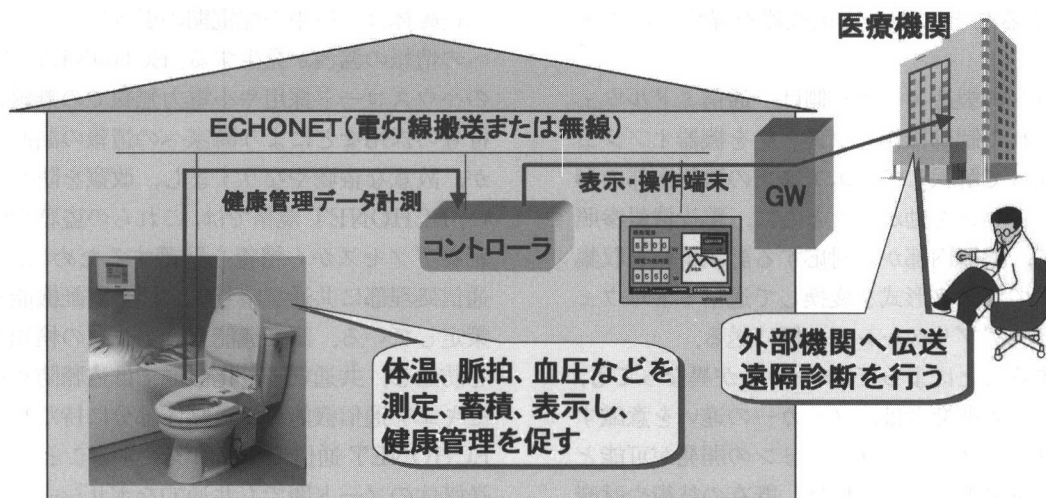 医療機関
ECHONET(電灯線搬送または無線)
健康管理データ計測
コントローラ
表示・操作端末
GW
8500
9550
体温、脈拍、血圧などを
測定、蓄積、表示し
健康管理を促す
外部機関へ伝送
遠隔診断を行う